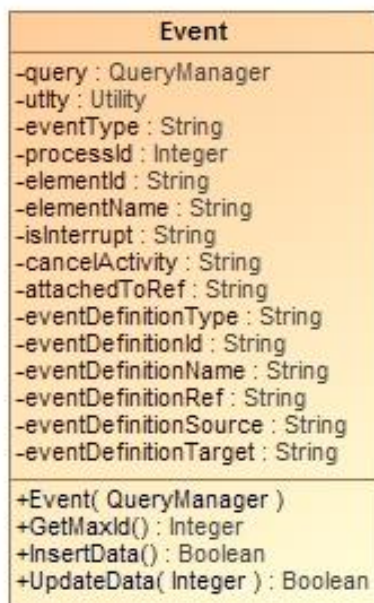 Event
-query : QueryManager
-utlty : Utility
-eventType : String
-processId : Integer
-elementId : String
-elementName : String
-isInterrupt : String
-cancelActivity : String
-attachedToRef : String
-eventDefinitionType : String
-eventDefinitionId : String
-eventDefinitionName : String
-eventDefinitionRef : String
-eventDefinitionSource : String
-eventDefinitionTarget : String
+Event( QueryManager )
+GetMaxId() : Integer
+InsertData() : Boolean
+UpdateData( Integer ) : Boolean